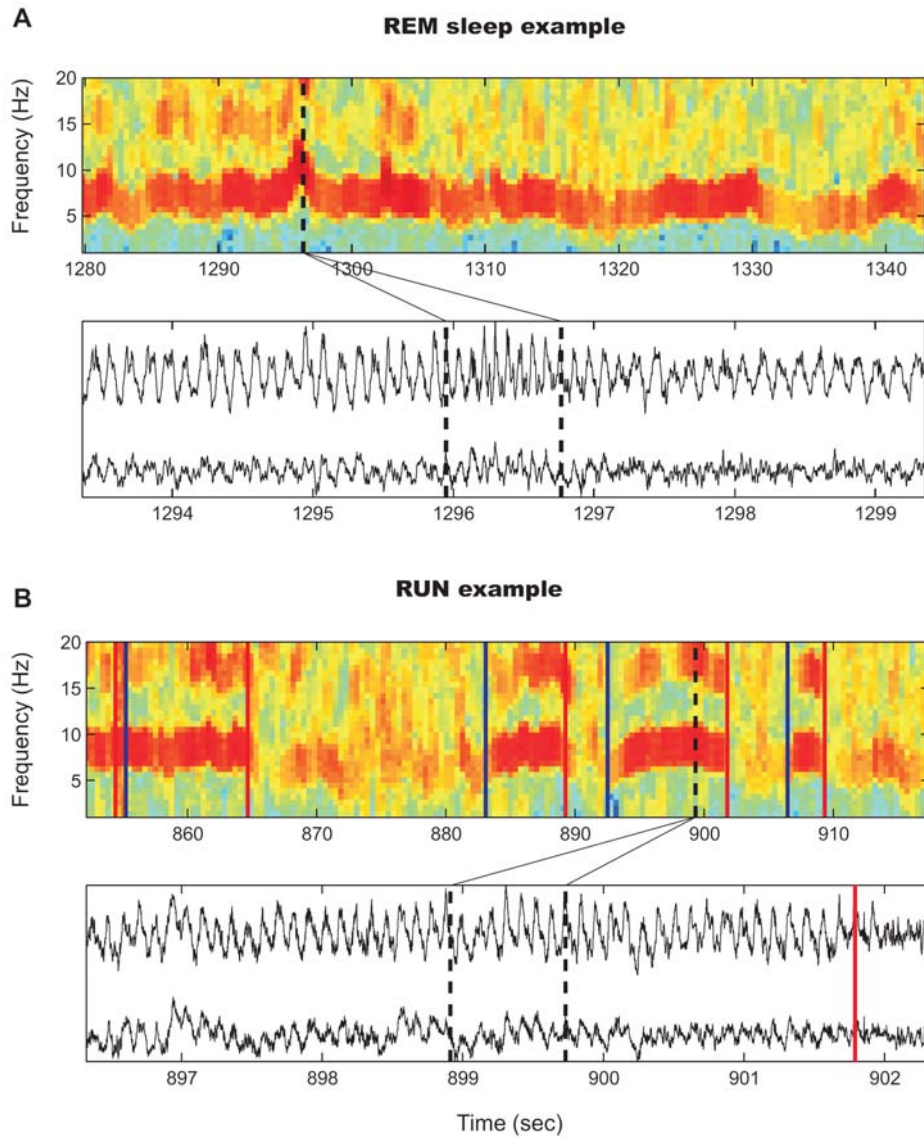 A
REM sleep example
Frequency (Hz)
20
15
10
5
1280 1290 1300 1310 1320 1330 1340
1294 1295 1296 1297 1298 1299
B
RUN example
Frequency (Hz)
20
15
10
5
860 870 880 890 900 910
897 898 899 900 901 902
Time (sec)